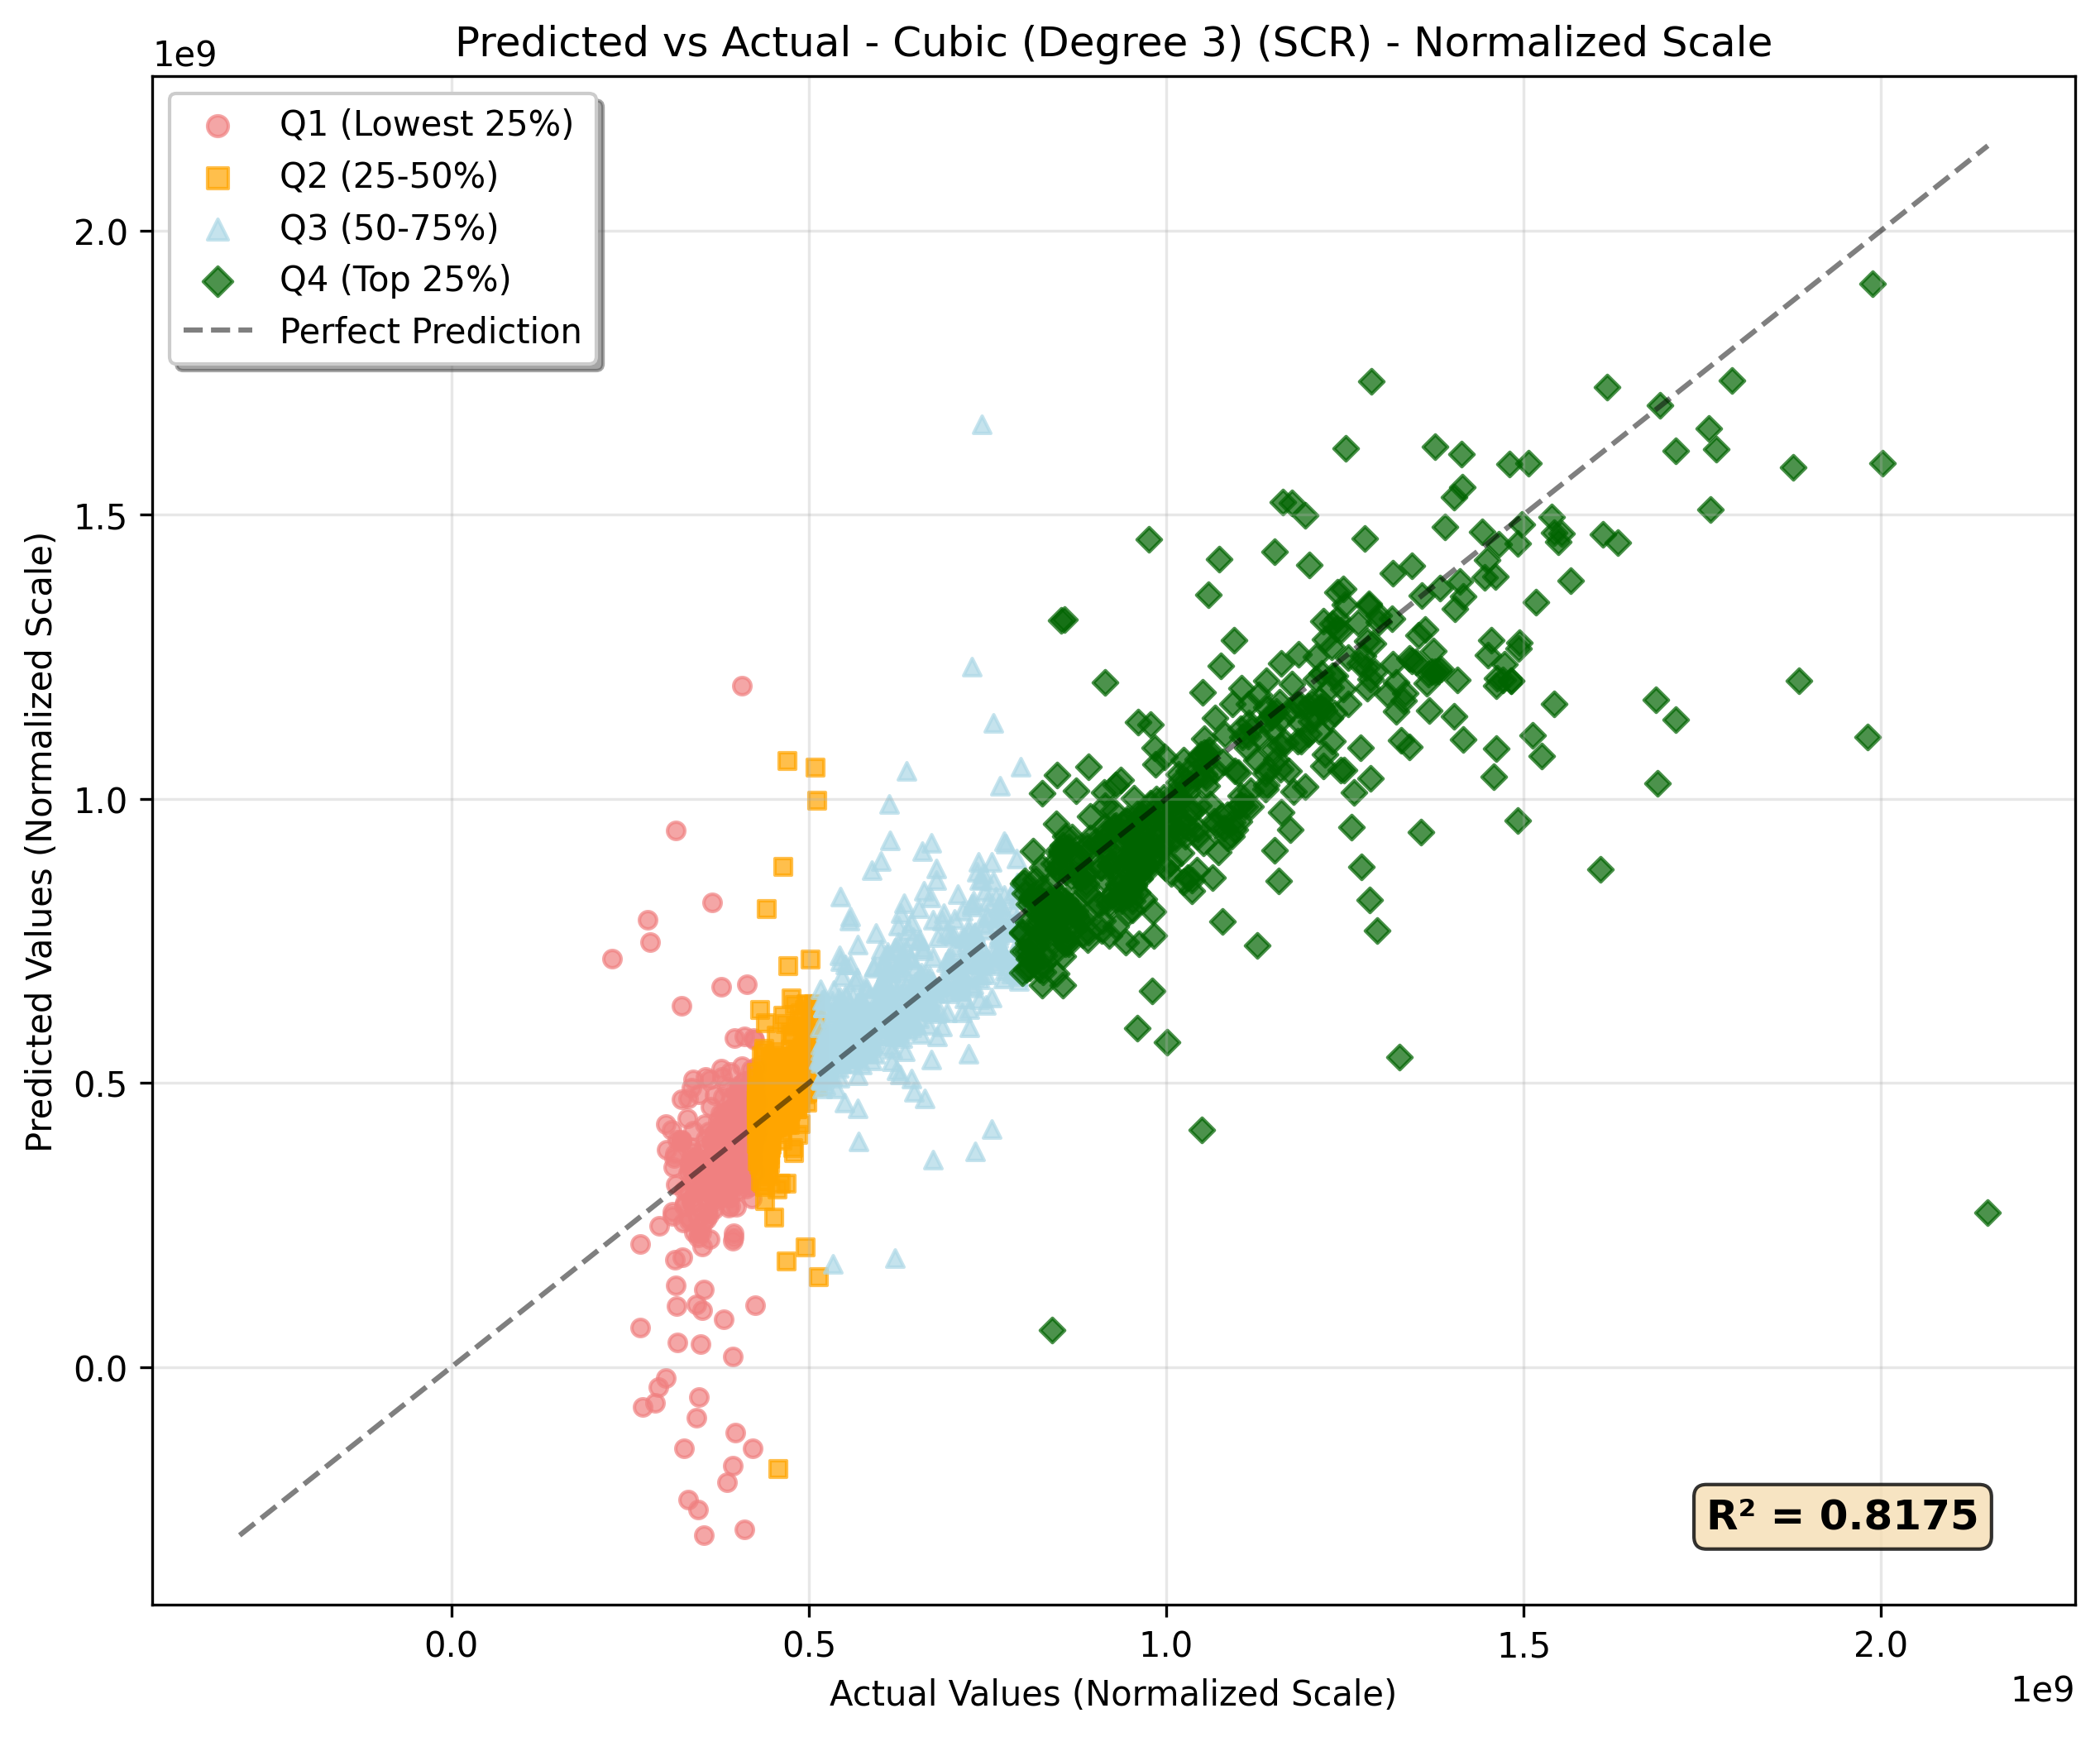 Predicted vs Actual - Cubic (Degree 3) (SCR) - Normalized Scale
1e9
Q1 (Lowest 25%)
Q2 (25-50%)
Q3 (50-75%)
Q4 (Top 25%)
Perfect Prediction
Predicted Values (Normalized Scale)
2.0
1.5
1.0
0.5
0.0
R² = 0.8175
0.0 0.5 1.0 1.5 2.0
Actual Values (Normalized Scale)
1e9